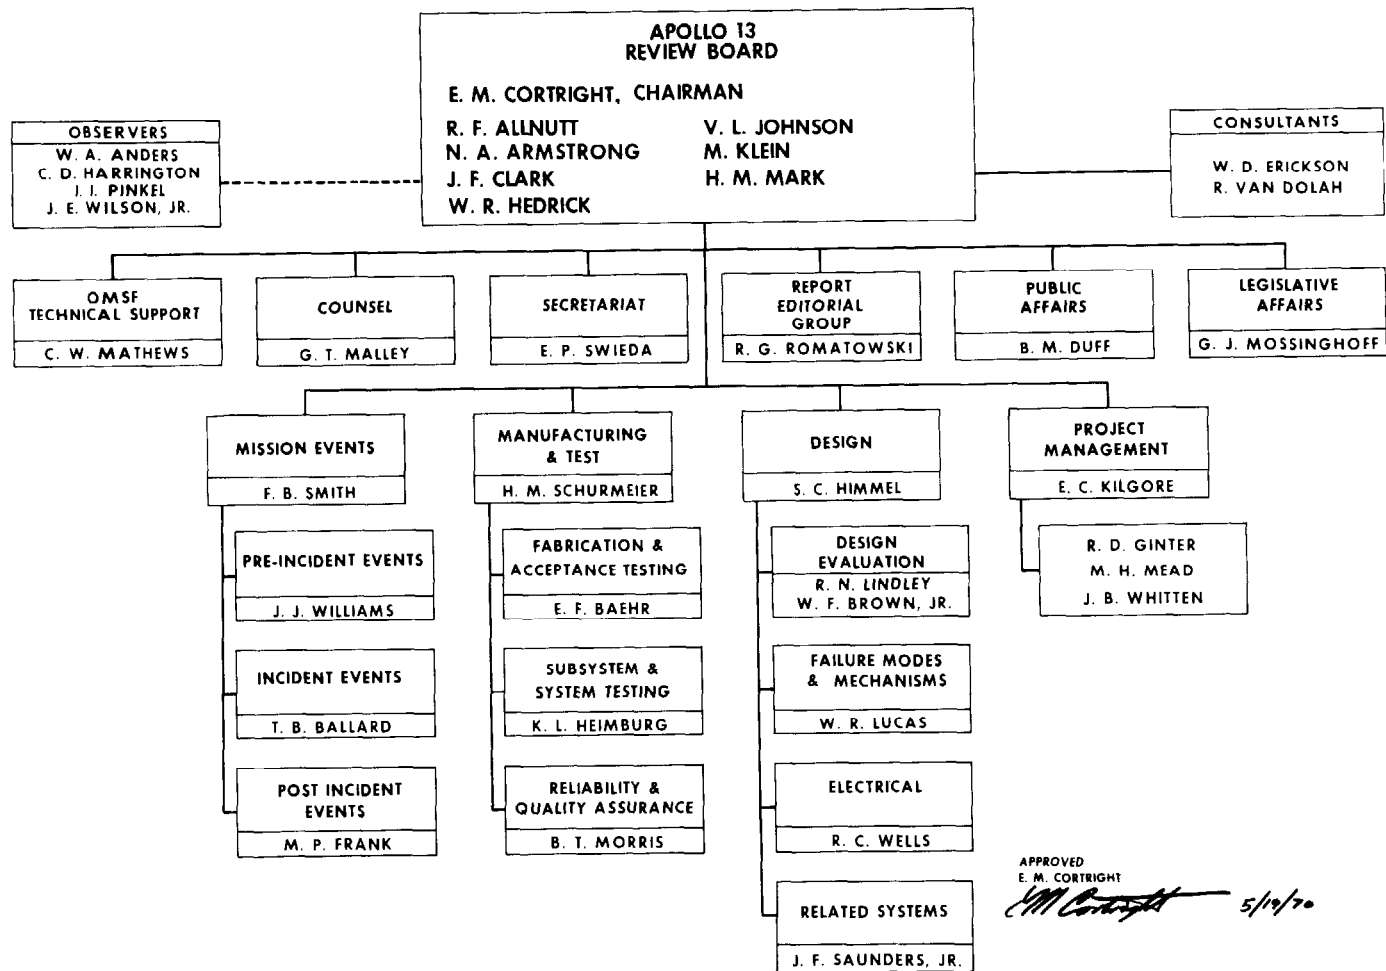 APOLLO 13
REVIEW BOARD
E. M. CORTRIGHT, CHAIRMAN
R. F. ALLNUTT
N. A. ARMSTRONG
J. F. CLARK
W. R. HEDRICK
V. L. JOHNSON
M. KLEIN
H. M. MARK
OBSERVERS
W. A. ANDERS
C. D. HARRINGTON
I. I. PINKEL
J. E. WILSON, JR.
CONSULTANTS
W. D. ERICKSON
R. VAN DOLAH
OMSF
TECHNICAL SUPPORT
C. W. MATHEWS
COUNSEL
G. T. MALLEY
SECRETARIAT
E. P. SWIEDA
REPORT
EDITORIAL
GROUP
R. G. ROMATOWSKI
PUBLIC
AFFAIRS
B. M. DUFF
LEGISLATIVE
AFFAIRS
G. J. MOSSINGHOFF
MISSION EVENTS
F. B. SMITH
PRE-INCIDENT EVENTS
J. J. WILLIAMS
INCIDENT EVENTS
T. B. BALLARD
POST INCIDENT
EVENTS
M. P. FRANK
MANUFACTURING
& TEST
H. M. SCHURMEIER
FABRICATION &
ACCEPTANCE TESTING
E. F. BAEHR
SUBSYSTEM &
SYSTEM TESTING
K. L. HEIMBURG
RELIABILITY &
QUALITY ASSURANCE
B. T. MORRIS
DESIGN
S. C. HIMMEL
DESIGN
EVALUATION
R. N. LINDLEY
W. F. BROWN, JR.
FAILURE MODES
& MECHANISMS
W. R. LUCAS
ELECTRICAL
R. C. WELLS
RELATED SYSTEMS
J. F. SAUNDERS, JR.
PROJECT
MANAGEMENT
E. C. KILGORE
R. D. GINTER
M. H. MEAD
J. B. WHITTEN
APPROVED
E. M. CORTRIGHT
EM Cortright 5/19/70